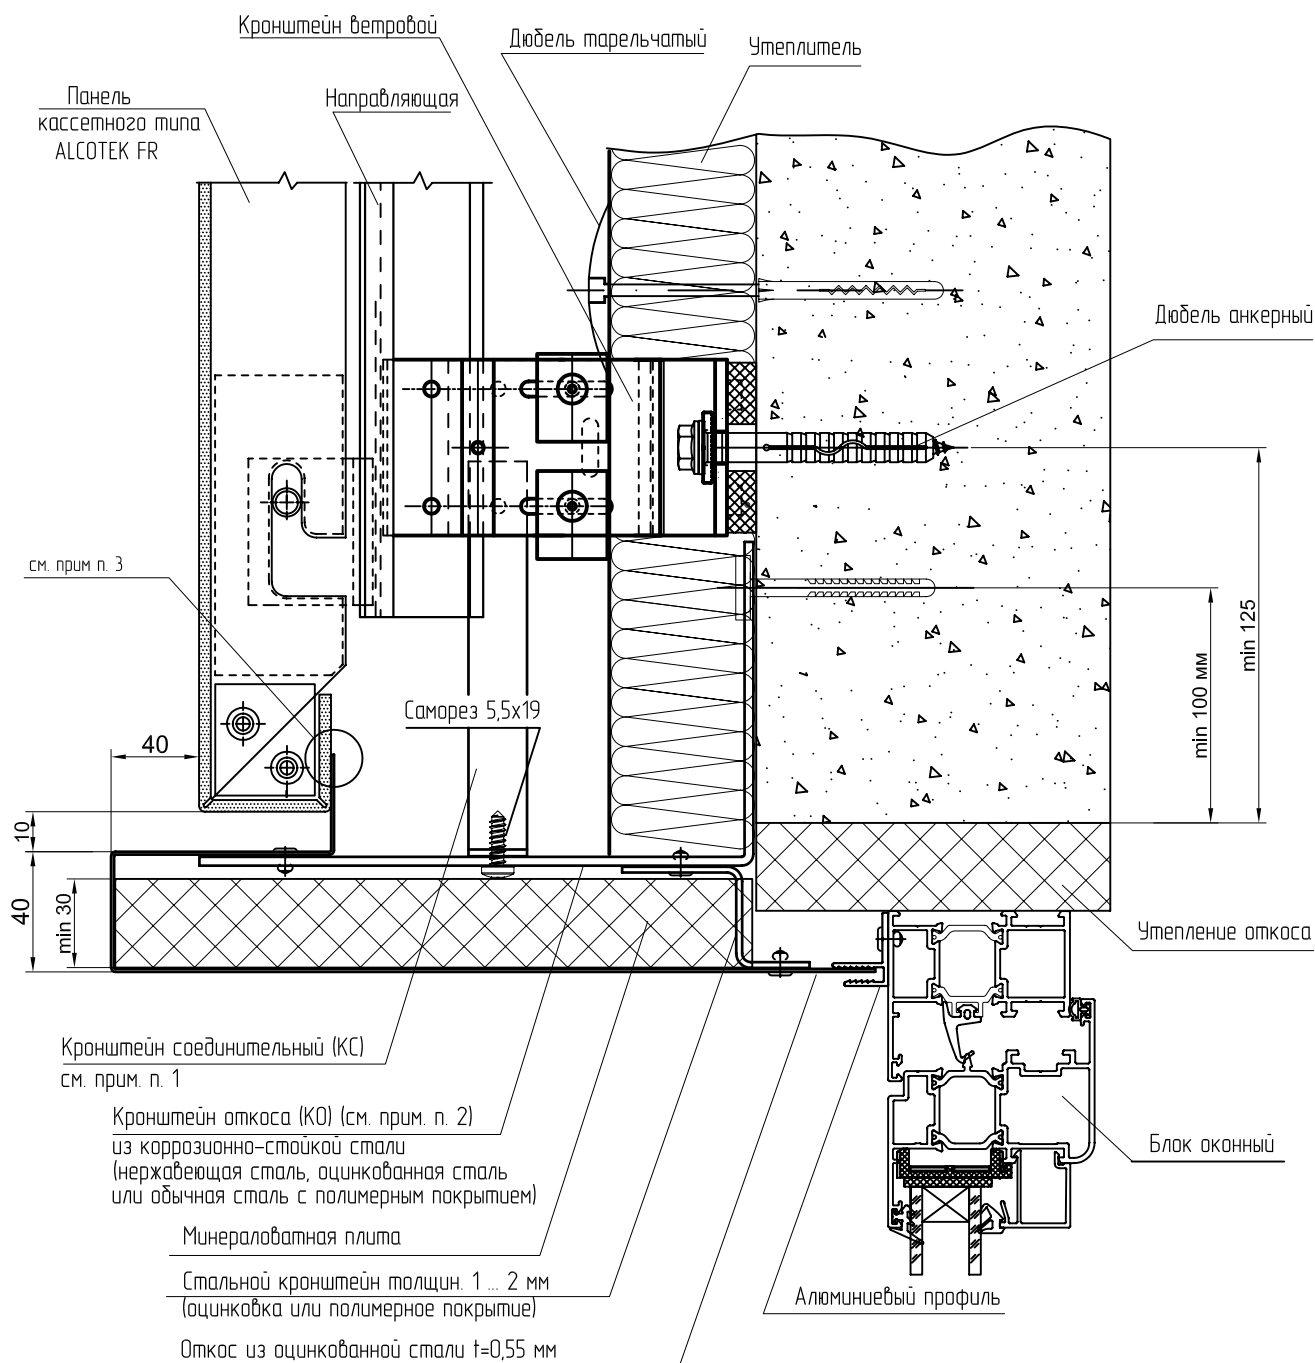 Кронштейн ветровой
Дюбель тарельчатый
Утеплитель
Панель
кассетного типа
ALCOTEK FR
Направляющая
Дюбель анкерный
см. прим п. 3
min 125
min 100 мм
Саморез 5,5х19
40
10
40
min 30
Утепление откоса
Кронштейн соединительный (КС)
см. прим. п. 1
Кронштейн откоса (КО) (см. прим. п. 2)
из коррозионно-стойкой стали
(нержавеющая сталь, оцинкованная сталь
или обычная сталь с полимерным покрытием)
Блок оконный
Минераловатная плита
Стальной кронштейн толщин. 1 ... 2 мм
(оцинковка или полимерное покрытие)
Алюминиевый профиль
Откос из оцинкованной стали t=0,55 мм